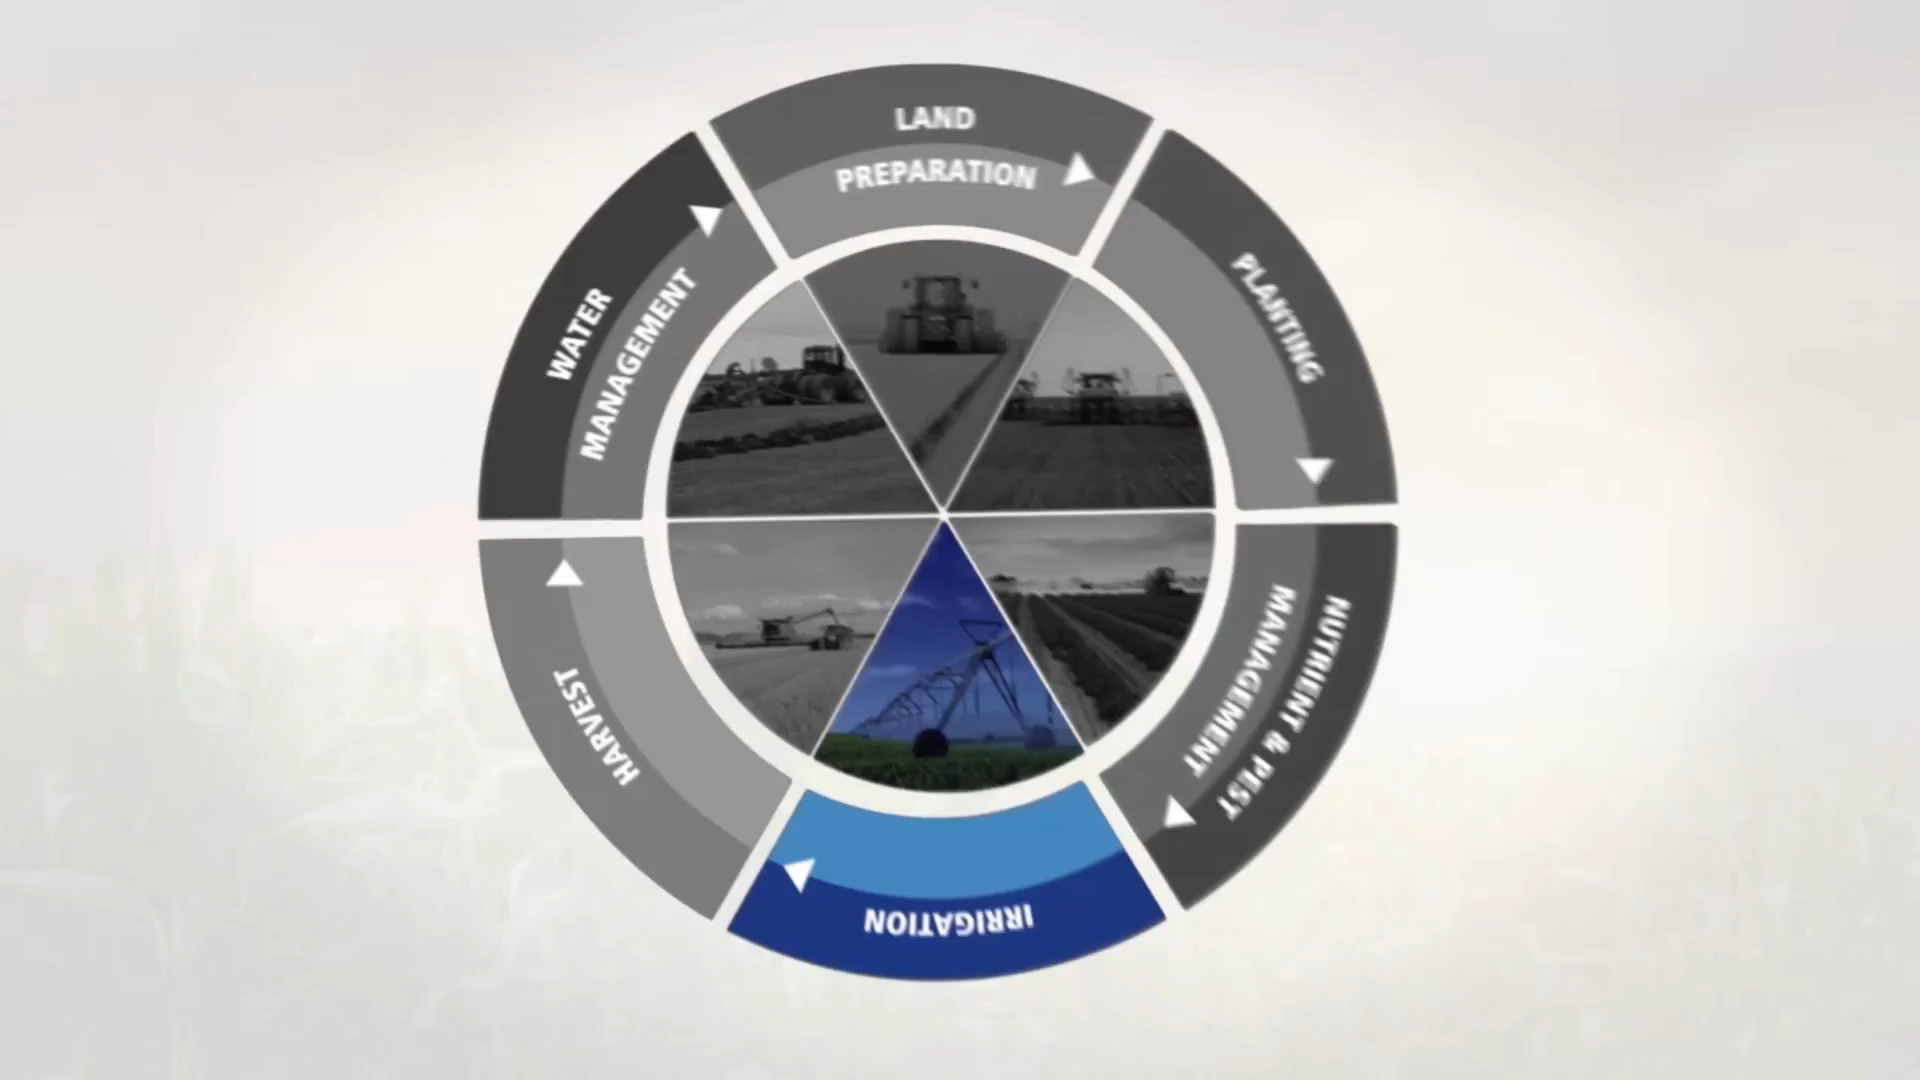 LAND
PREPARATION
PLANTING
NUTRIENT & PEST
MANAGEMENT
IRRIGATION
HARVEST
WATER
MANAGEMENT